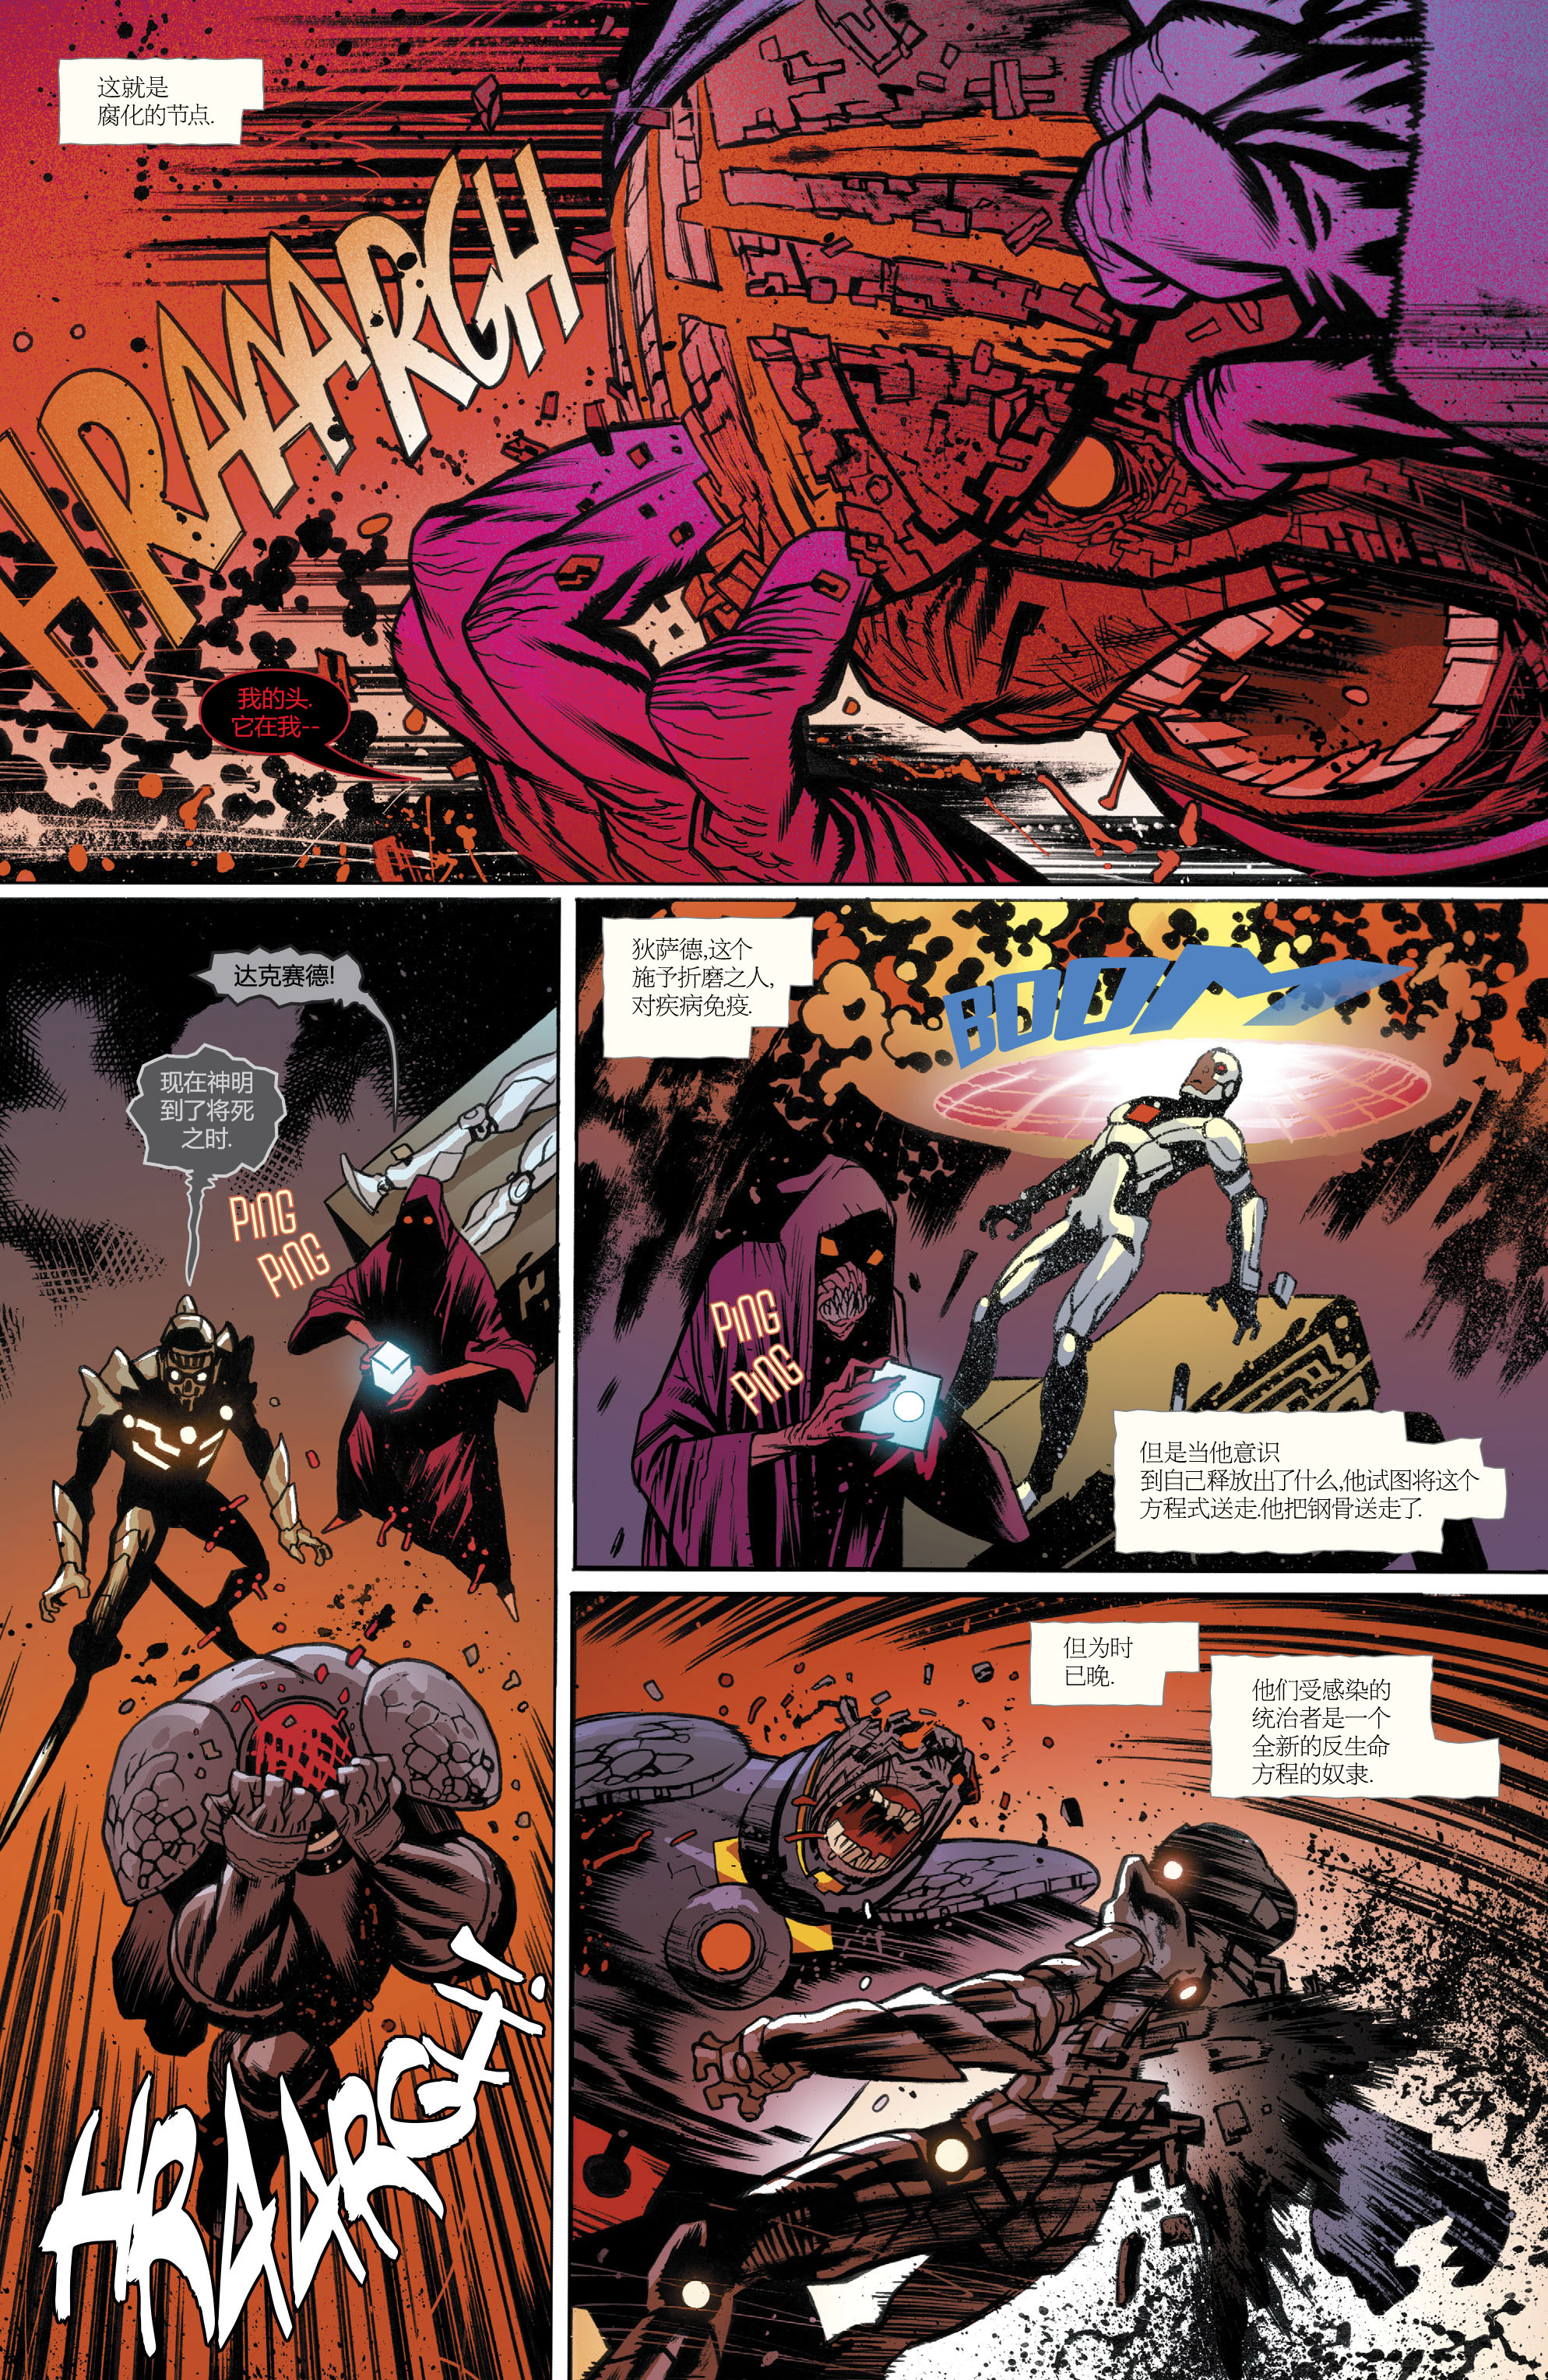 这就是
腐化的节点.
HRAAARGH
我的头.
它在我--
达克赛德!
现在神明
到了将死
之时.
PING
PING
HRAARGH!
狄萨德,这个
施予折磨之人,
对疾病免疫.
BOOM
PING
PING
但是当他意识
到自己释放出了什么,他试图将这个
方程式送走.他把钢骨送走了.
但为时
已晚.
他们受感染的
统治者是一个
全新的反生命
方程的奴隶.